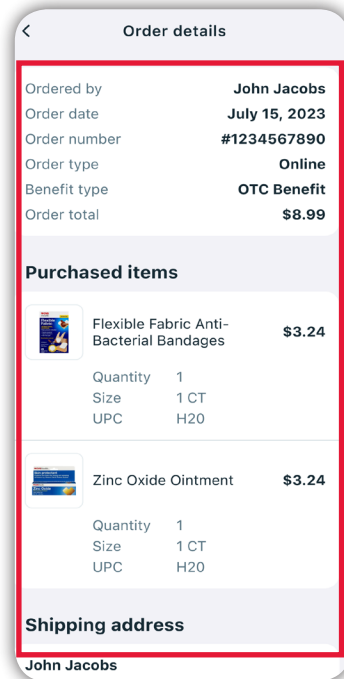 Order details
Ordered by John Jacobs
Order date July 15, 2023
Order number #1234567890
Order type Online
Benefit type OTC Benefit
Order total $8.99
Purchased items
Flexible Fabric Anti-
Bacterial Bandages $3.24
Quantity 1
Size 1 CT
UPC H20
Zinc Oxide Ointment $3.24
Quantity 1
Size 1 CT
UPC H20
Shipping address
John Jacobs